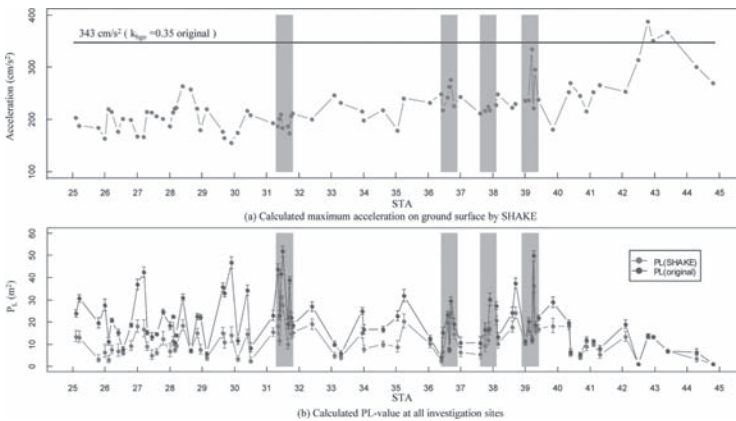 343 cm/s² ( khgs =0.35 original )
Acceleration (cm/s²)
400
300
200
100
25 26 27 28 29 30 31 32 33 34 35 36 37 38 39 40 41 42 43 44 45
STA
(a) Calculated maximum acceleration on ground surface by SHAKE
PL (m²)
60
50
40
30
20
10
0
PL(SHAKE)
PL(original)
25 26 27 28 29 30 31 32 33 34 35 36 37 38 39 40 41 42 43 44 45
STA
(b) Calculated PL-value at all investigation sites